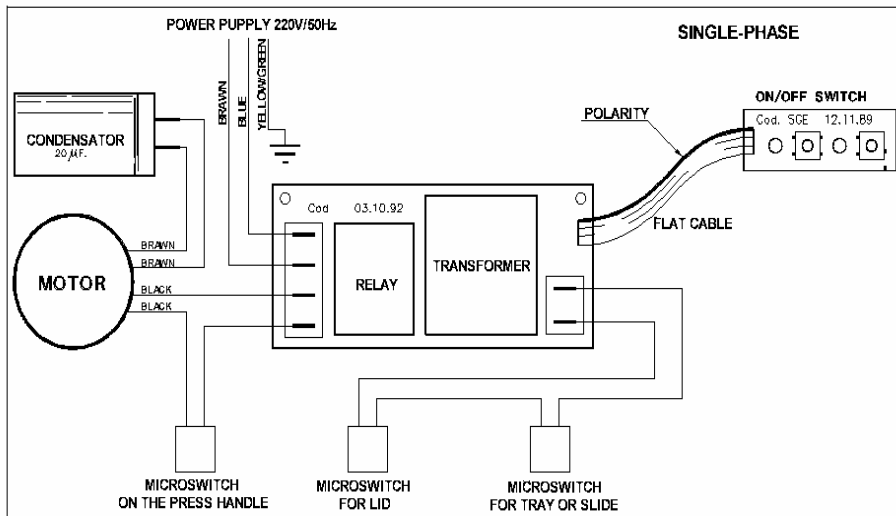 POWER PUPPLY 220V/50Hz
SINGLE-PHASE
BRAWN
BLUE
YELLOW/GREEN
ON/OFF SWITCH
Cod. SGE 12.11.89
POLARITY
CONDENSATOR
20 µF.
FLAT CABLE
Cod 03.10.92
TRANSFORMER
RELAY
MOTOR
BRAWN
BRAWN
BLACK
BLACK
MICROSWITCH
ON THE PRESS HANDLE
MICROSWITCH
FOR LID
MICROSWITCH
FOR TRAY OR SLIDE